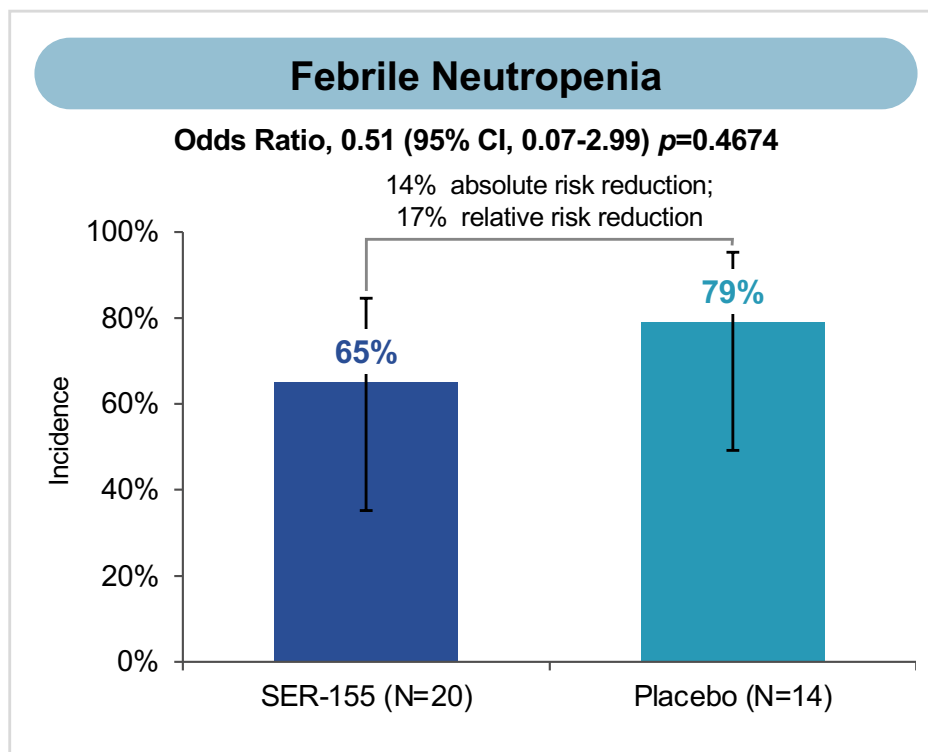 Febrile Neutropenia
Odds Ratio, 0.51 (95% CI, 0.07-2.99) p=0.4674
14% absolute risk reduction;
17% relative risk reduction
100%
80%
60%
40%
20%
0%
Incidence
65%
79%
SER-155 (N=20)
Placebo (N=14)